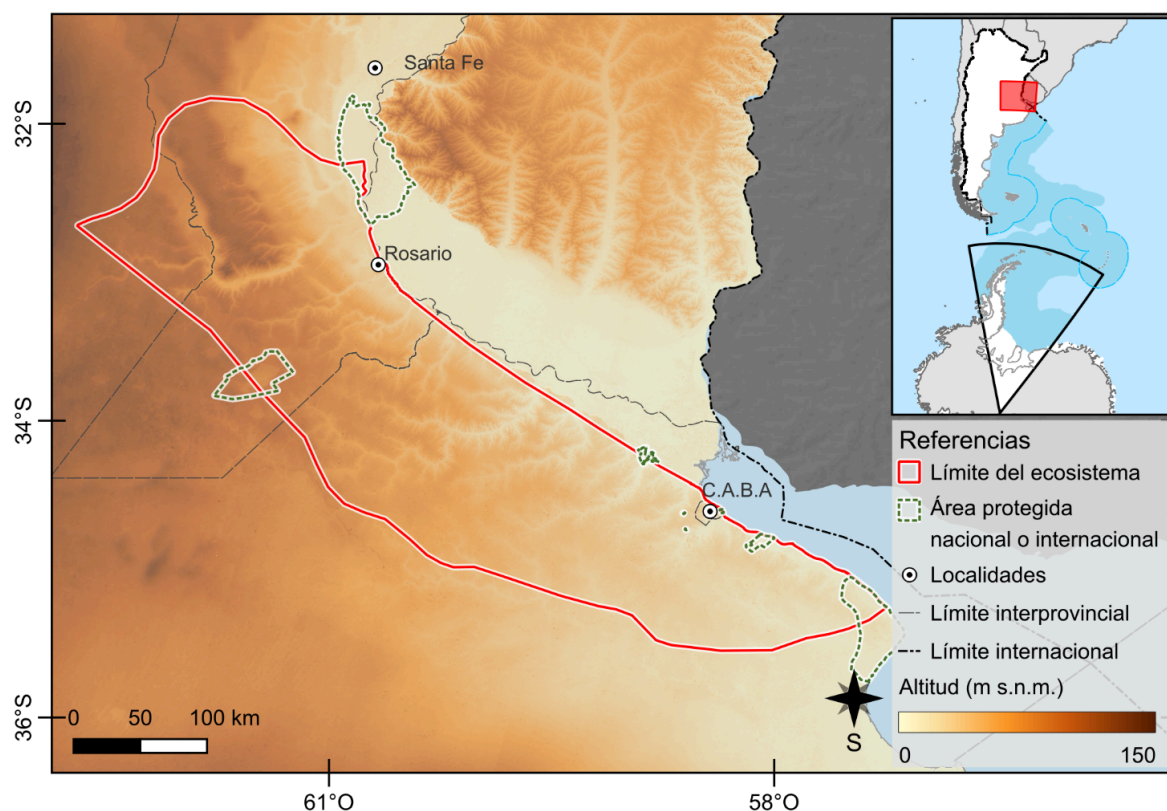 Santa Fe
32°S
Rosario
34°S
C.A.B.A
Referencias
Límite del ecosistema
Área protegida
nacional o internacional
Localidades
Límite interprovincial
Límite internacional
Altitud (m s.n.m.)
0 150
36°S
0 50 100 km
S
61°O 58°O